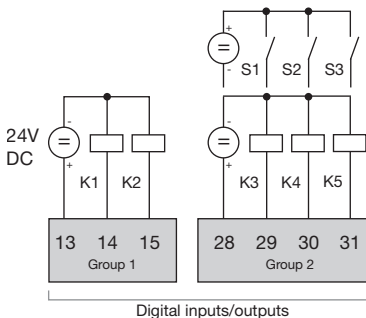 +
=
-
S1 S2 S3
24V
DC
-
=
+
K1 K2
-
=
+
K3 K4 K5
13 14 15
Group 1
28 29 30 31
Group 2
Digital inputs/outputs